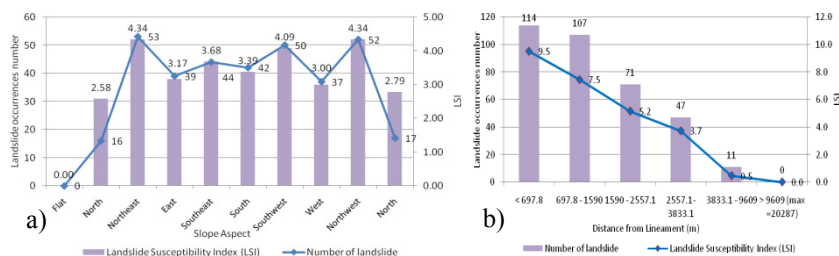 a)
Landslide occurrences number
60
50
40
30
20
10
0
5.00
4.00
3.00
2.00
1.00
0.00
LSI
0.00
2.58
4.34
3.17
3.68
3.39
4.09
3.00
4.34
2.79
0
16
53
39
44
42
50
37
52
17
Flat
North
Northeast
East
Southeast
South
Southwest
West
Northwest
North
Slope Aspect
Landslide Susceptibility Index (LSI)
Number of landslide
b)
Landslide occurrences number
120
100
80
60
40
20
0
12.0
10.0
8.0
6.0
4.0
2.0
0.0
LSI
114
107
71
47
11
0
9.5
7.5
5.2
3.7
0.5
0.0
< 697.8
697.8 - 1590
1590 - 2557.1
2557.1-
3833.1
3833.1 - 9609
> 9609 (max
=20287)
Distance from Lineament (m)
Number of landslide
Landslide Susceptibility Index (LSI)